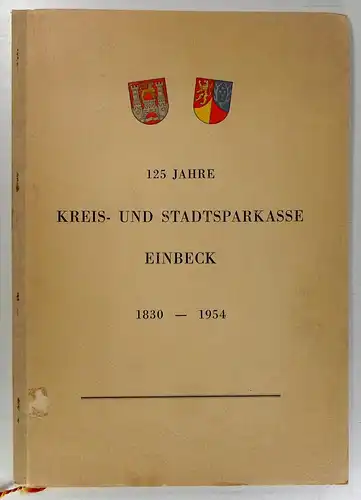 125 JAHRE
KREIS- UND STADTSPARKASSE
EINBECK
1830 — 1954